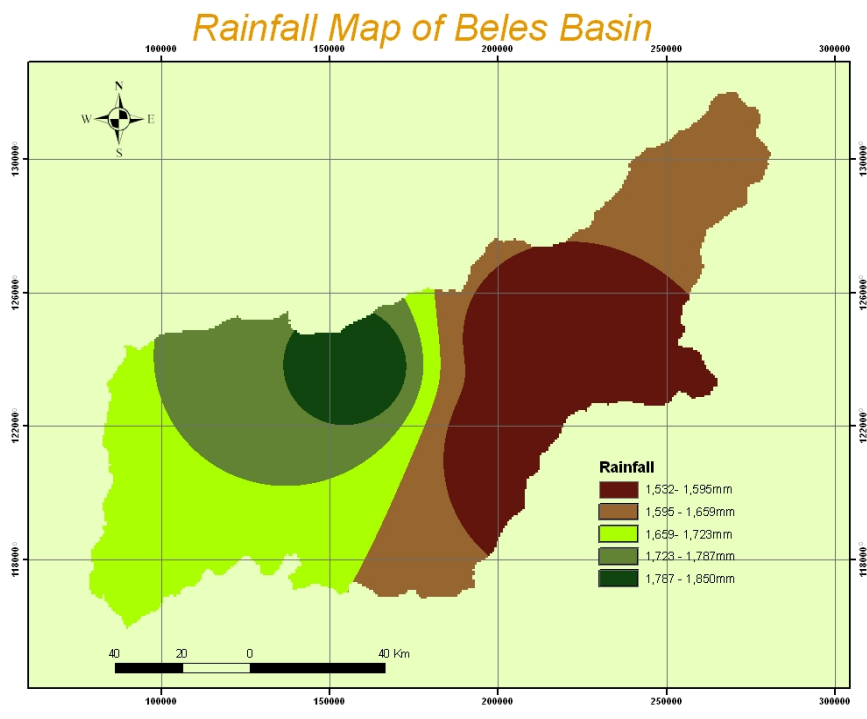 Rainfall Map of Beles Basin
100000 150000 200000 250000 300000
N
W E
S
130000
126000
122000
118000
130000
126000
122000
118000
Rainfall
1,532- 1,595mm
1,595 - 1,659mm
1,659- 1,723mm
1,723 - 1,787mm
1,787 - 1,850mm
40 20 0 40 Km
100000 150000 200000 250000 300000